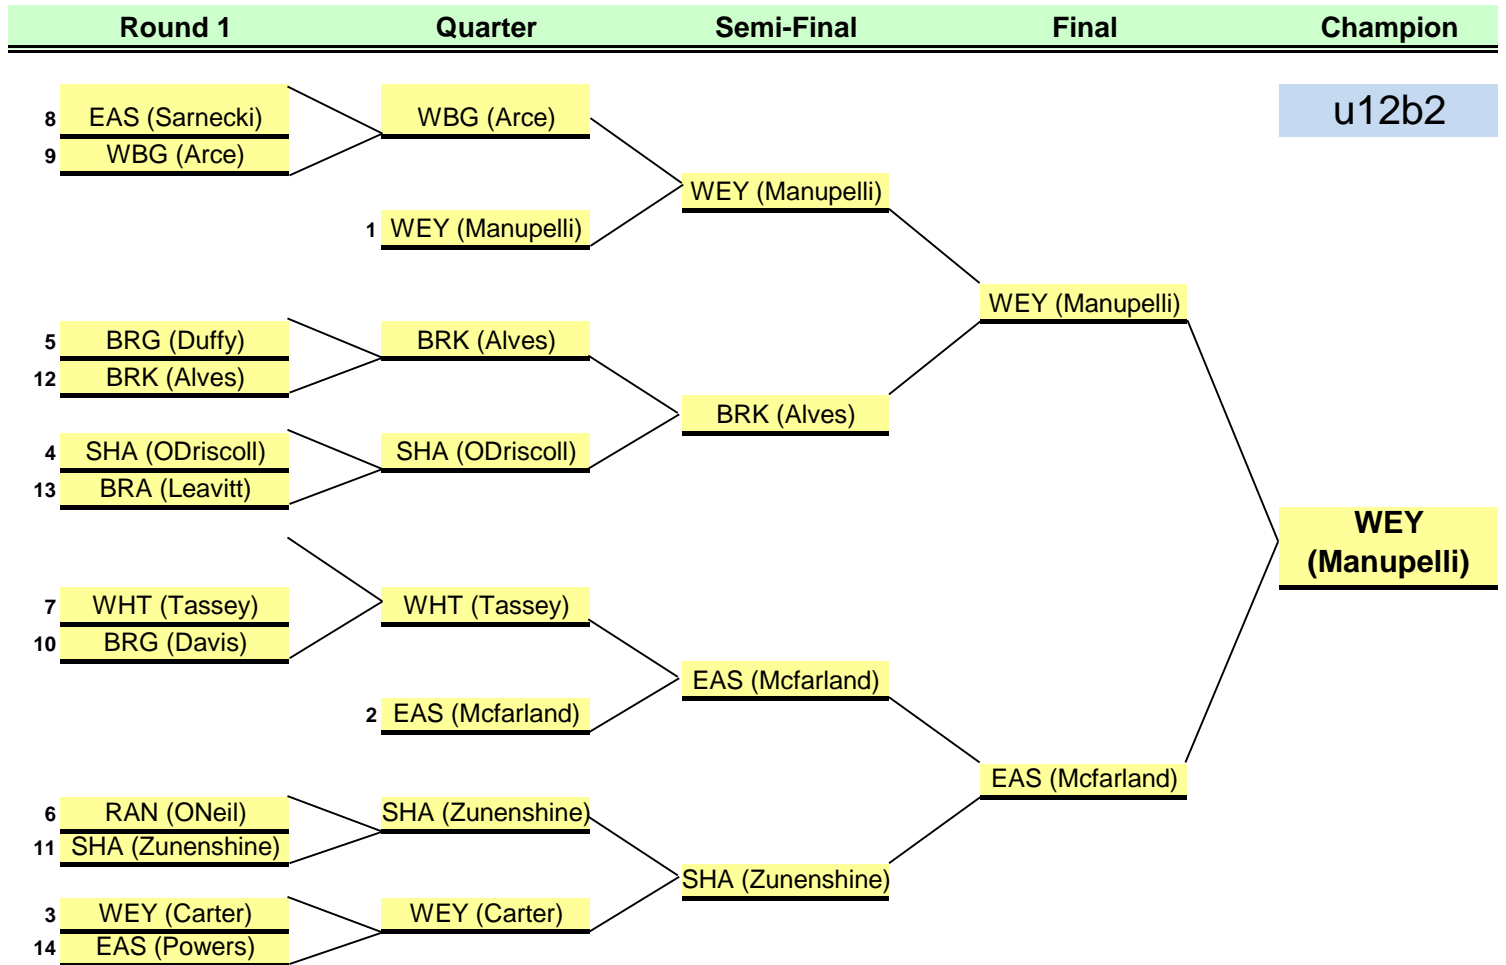 Round 1 Quarter Semi-Final Final Champion
u12b2
8 EAS (Sarnecki) WBG (Arce)
9 WBG (Arce)
WEY (Manupelli)
1 WEY (Manupelli)
WEY (Manupelli)
5 BRG (Duffy) BRK (Alves)
12 BRK (Alves)
BRK (Alves)
4 SHA (ODriscoll) SHA (ODriscoll)
13 BRA (Leavitt)
WEY
(Manupelli)
7 WHT (Tassey) WHT (Tassey)
10 BRG (Davis)
EAS (Mcfarland)
2 EAS (Mcfarland)
EAS (Mcfarland)
6 RAN (ONeil) SHA (Zunenshine)
11 SHA (Zunenshine)
SHA (Zunenshine)
3 WEY (Carter) WEY (Carter)
14 EAS (Powers)